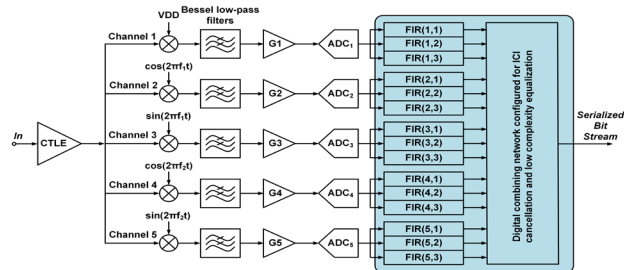 VDD
Bessel low-pass
filters
Channel 1
G1
ADC1
FIR(1,1)
FIR(1,2)
FIR(1,3)
cos(2πf1t)
Channel 2
G2
ADC2
FIR(2,1)
FIR(2,2)
FIR(2,3)
In
CTLE
sin(2πf1t)
Channel 3
G3
ADC3
FIR(3,1)
FIR(3,2)
FIR(3,3)
cos(2πf2t)
Channel 4
G4
ADC4
FIR(4,1)
FIR(4,2)
FIR(4,3)
sin(2πf2t)
Channel 5
G5
ADC5
FIR(5,1)
FIR(5,2)
FIR(5,3)
Digital combining network configured for ICI
cancellation and low complexity equalization
Serialized
Bit
Stream